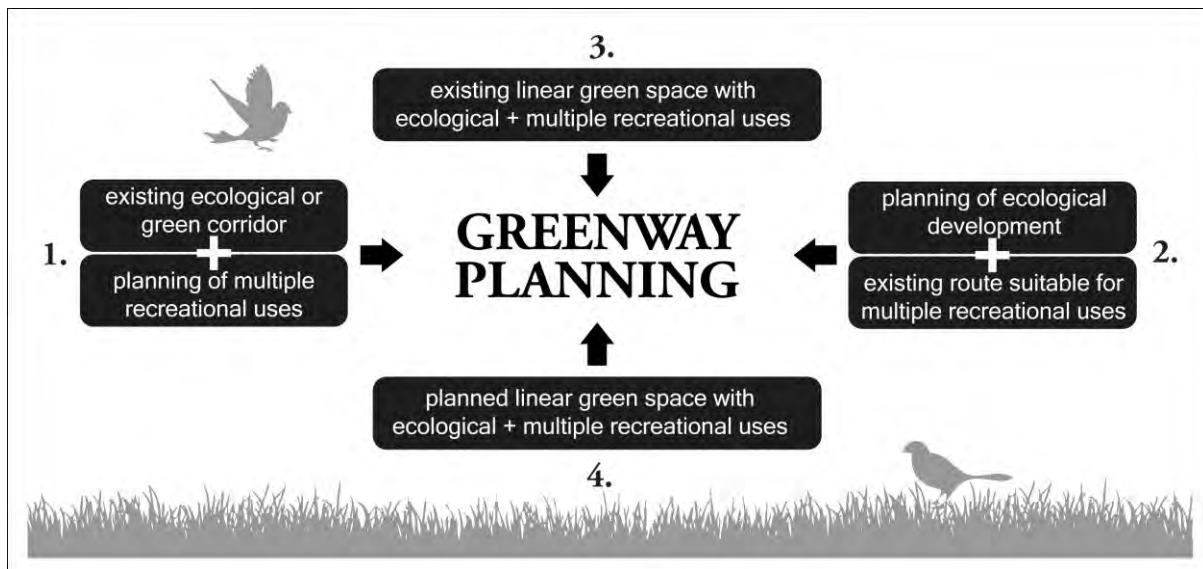 3.
existing linear green space with
ecological + multiple recreational uses
1.
existing ecological or
green corridor
+
planning of multiple
recreational uses
GREENWAY
PLANNING
planning of ecological
development
+
existing route suitable for
multiple recreational uses
2.
planned linear green space with
ecological + multiple recreational uses
4.